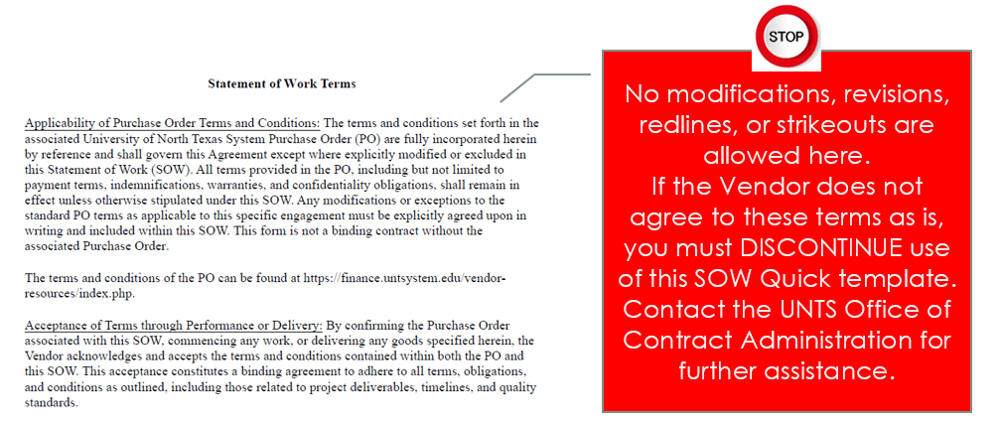 Statement of Work Terms
Applicability of Purchase Order Terms and Conditions: The terms and conditions set forth in the
associated University of North Texas System Purchase Order (PO) are fully incorporated herein
by reference and shall govern this Agreement except where explicitly modified or excluded in
this Statement of Work (SOW). All terms provided in the PO, including but not limited to
payment terms, indemnifications, warranties, and confidentiality obligations, shall remain in
effect unless otherwise stipulated under this SOW. Any modifications or exceptions to the
standard PO terms as applicable to this specific engagement must be explicitly agreed upon in
writing and included within this SOW. This form is not a binding contract without the
associated Purchase Order.
The terms and conditions of the PO can be found at https://finance.untsystem.edu/vendor-
resources/index.php.
Acceptance of Terms through Performance or Delivery: By confirming the Purchase Order
associated with this SOW, commencing any work, or delivering any goods specified herein, the
Vendor acknowledges and accepts the terms and conditions contained within both the PO and
this SOW. This acceptance constitutes a binding agreement to adhere to all terms, obligations,
and conditions as outlined, including those related to project deliverables, timelines, and quality
standards.
STOP
No modifications, revisions,
redlines, or strikeouts are
allowed here.
If the Vendor does not
agree to these terms as is,
you must DISCONTINUE use
of this SOW Quick template.
Contact the UNTS Office of
Contract Administration for
further assistance.